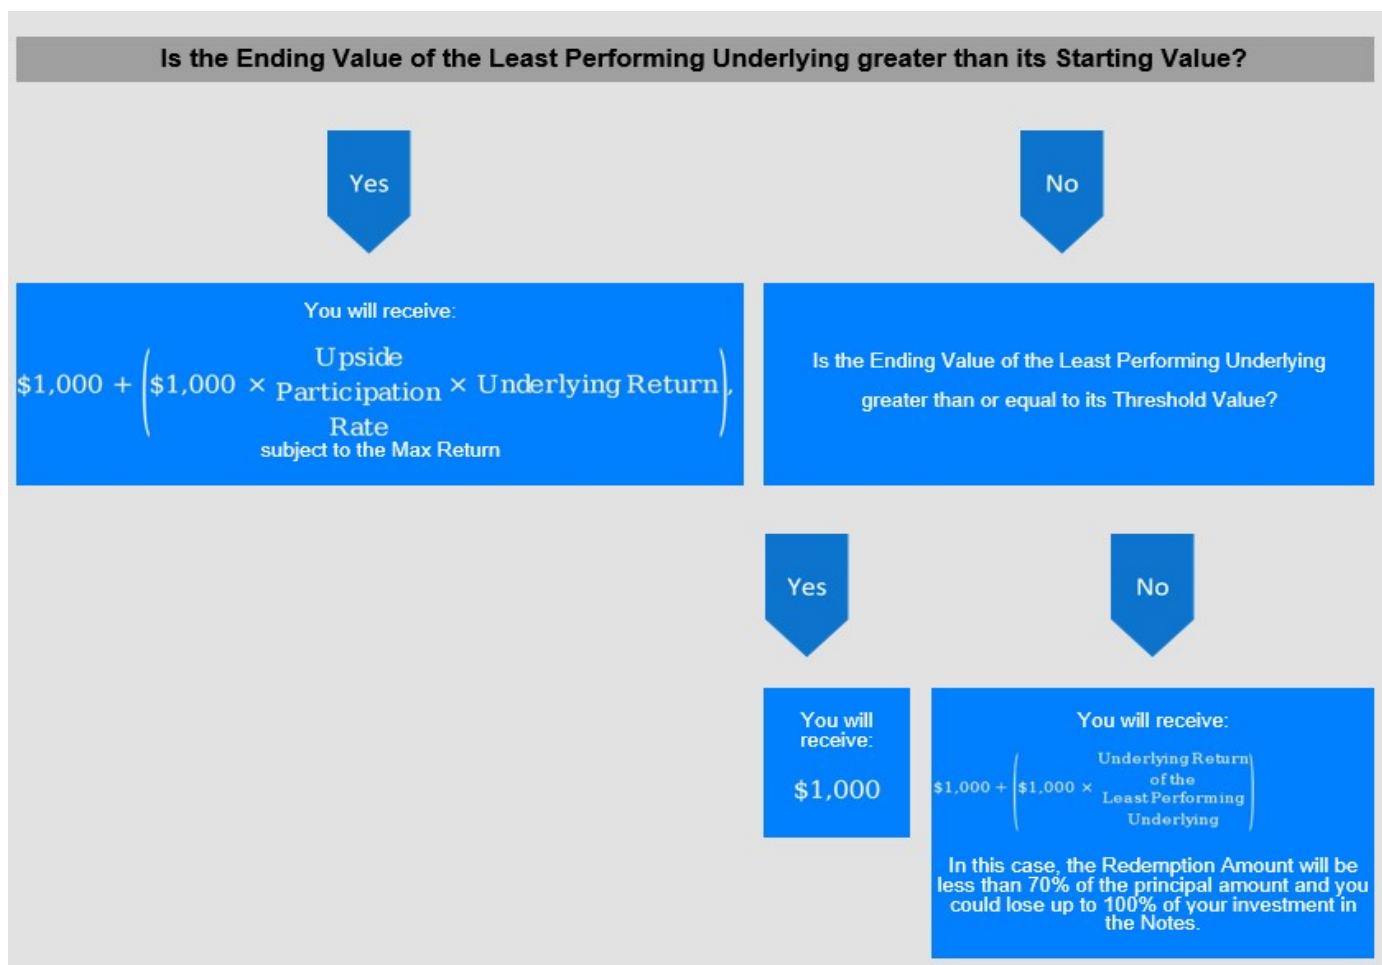 Is the Ending Value of the Least Performing Underlying greater than its Starting Value?
Yes
No
You will receive:
$1,000 + ($1,000 × Upside Participation Rate × Underlying Return),
subject to the Max Return
Is the Ending Value of the Least Performing Underlying
greater than or equal to its Threshold Value?
Yes
No
You will
receive:
$1,000
You will receive:
$1,000 + ($1,000 × Underlying Return of the Least Performing Underlying)
In this case, the Redemption Amount will be
less than 70% of the principal amount and you
could lose up to 100% of your investment in
the Notes.